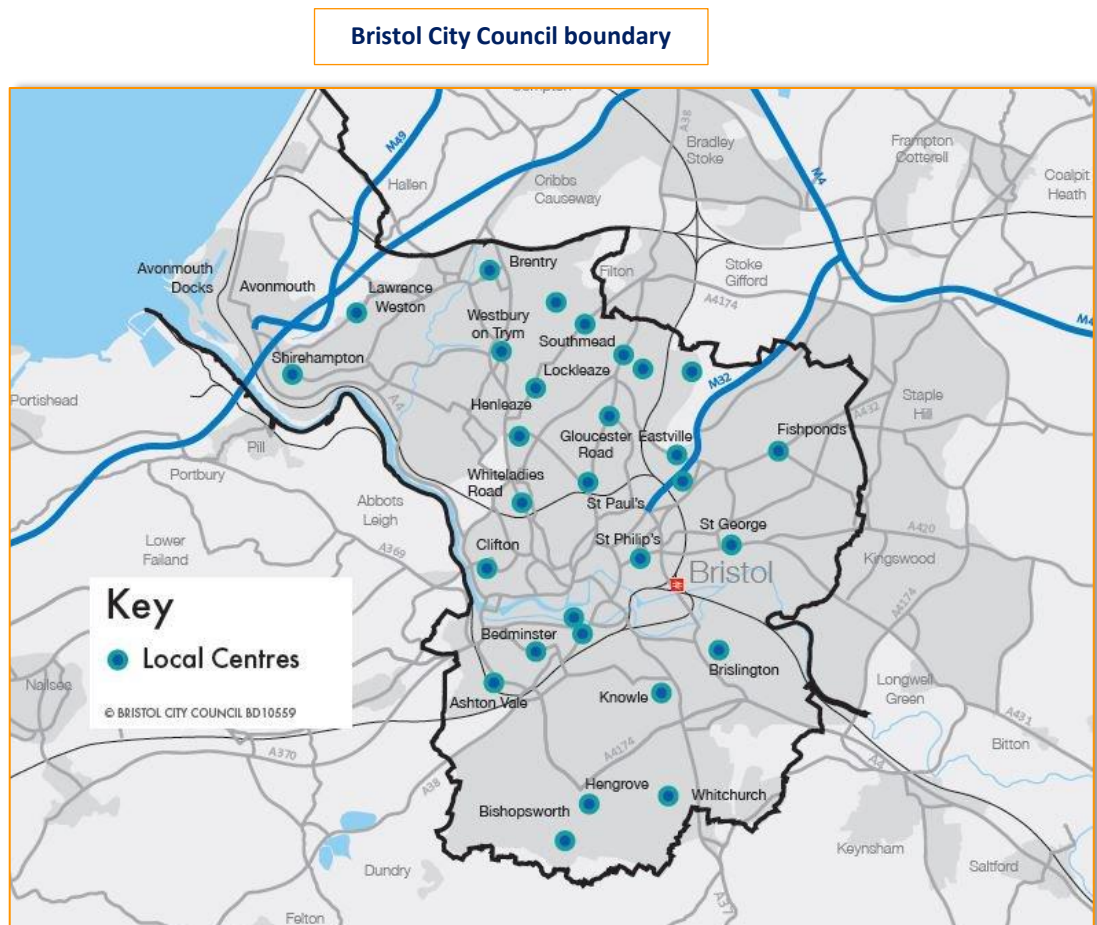 Bristol City Council boundary
M49
A38
Bradley
Stoke
M4
Frampton
Cotterell
Coalpit
Heath
Hallen
Cribbs
Causeway
Avonmouth
Docks
Avonmouth
Lawrence
Weston
Brentry
Filton
Stoke
Gifford
A4174
M4
Westbury
on Trym
Southmead
Shirehampton
Lockleaze
M32
Portishead
A4
Henleaze
Staple
Hill
A432
Pill
Gloucester
Road
Eastville
Fishponds
Portbury
Whiteladies
Road
Abbots
Leigh
St Paul's
Lower
Failand
A369
Clifton
St Philip's
St George
A420
Kingswood
Bristol
A4174
Key
Local Centres
© BRISTOL CITY COUNCIL BD10559
Bedminster
Brislington
Nailsea
Ashton Vale
Knowle
Longwell
Green
A431
A370
A4174
A4
Bitton
A38
Hengrove
Whitchurch
Bishopsworth
Dundry
Keynsham
Saltford
A37
Felton